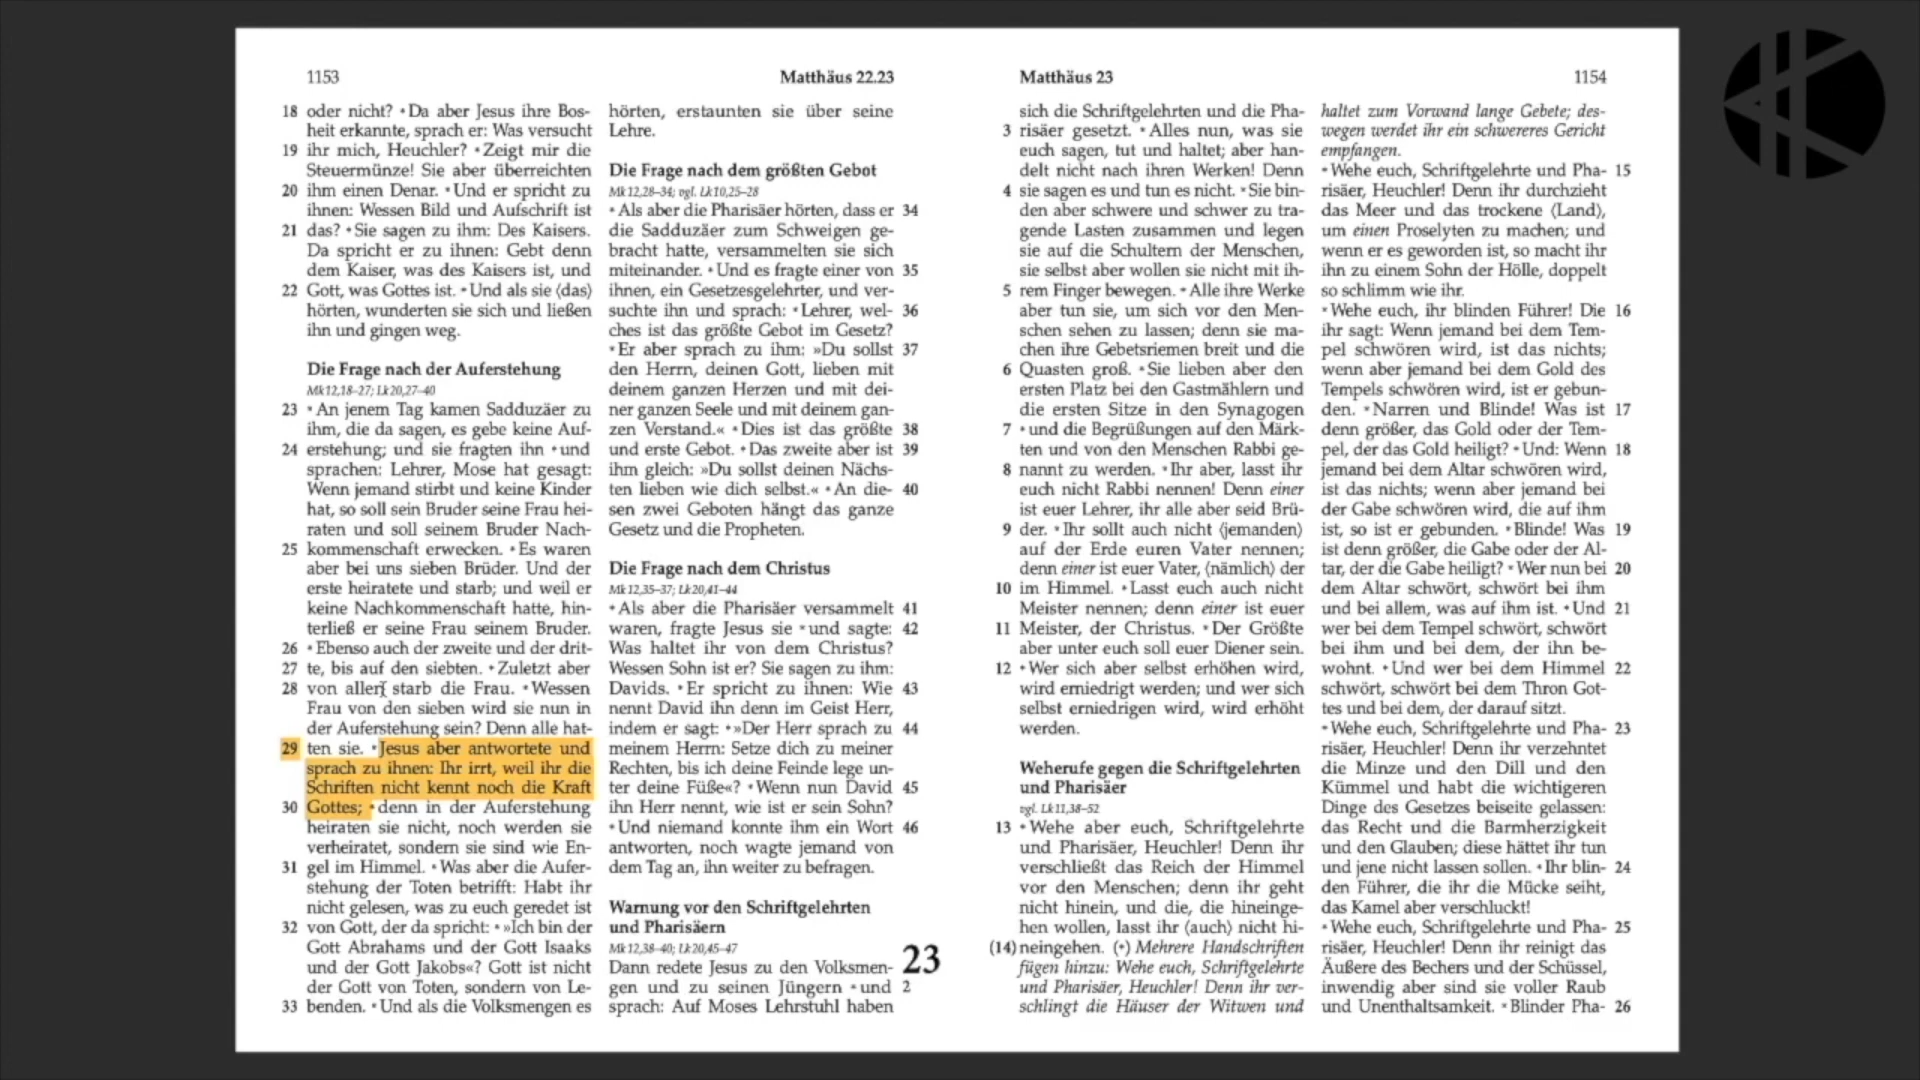 1153
Matthäus 22.23
18 oder nicht? • Da aber Jesus ihre Bos-
heit erkannte, sprach er: Was versucht
19 ihr mich, Heuchler? • Zeigt mir die
Steuermünze! Sie aber überreichten
20 ihm einen Denar. • Und er spricht zu
ihnen: Wessen Bild und Aufschrift ist
21 das? • Sie sagen zu ihm: Des Kaisers.
Da spricht er zu ihnen: Gebt denn
dem Kaiser, was des Kaisers ist, und
22 Gott, was Gottes ist. • Und als sie ⟨das⟩
hörten, wunderten sie sich und ließen
ihn und gingen weg.
Die Frage nach der Auferstehung
Mk 12,18–27; Lk 20,27–40
23 • An jenem Tag kamen Sadduzäer zu
ihm, die da sagen, es gebe keine Auf-
24 erstehung; und sie fragten ihn • und
sprachen: Lehrer, Mose hat gesagt:
Wenn jemand stirbt und keine Kinder
hat, so soll sein Bruder seine Frau hei-
raten und soll seinem Bruder Nach-
25 kommenschaft erwecken. • Es waren
aber bei uns sieben Brüder. Und der
erste heiratete und starb; und weil er
keine Nachkommenschaft hatte, hin-
terließ er seine Frau seinem Bruder.
26 • Ebenso auch der zweite und der drit-
27 te, bis auf den siebten. • Zuletzt aber
28 von allen starb die Frau. • Wessen
Frau von den sieben wird sie nun in
der Auferstehung sein? Denn alle hat-
29 ten sie. • Jesus aber antwortete und
sprach zu ihnen: Ihr irrt, weil ihr die
Schriften nicht kennt noch die Kraft
30 Gottes; • denn in der Auferstehung
heiraten sie nicht, noch werden sie
verheiratet, sondern sie sind wie En-
31 gel im Himmel. • Was aber die Aufer-
stehung der Toten betrifft: Habt ihr
nicht gelesen, was zu euch geredet ist
32 von Gott, der da spricht: • »Ich bin der
Gott Abrahams und der Gott Isaaks
und der Gott Jakobs«? Gott ist nicht
der Gott von Toten, sondern von Le-
33 benden. • Und als die Volksmengen es
hörten, erstaunten sie über seine
Lehre.
Die Frage nach dem größten Gebot
Mk 12,28–34; vgl. Lk 10,25–28
• Als aber die Pharisäer hörten, dass er 34
die Sadduzäer zum Schweigen ge-
bracht hatte, versammelten sie sich
miteinander. • Und es fragte einer von 35
ihnen, ein Gesetzesgelehrter, und ver-
suchte ihn und sprach: • Lehrer, wel- 36
ches ist das größte Gebot im Gesetz?
• Er aber sprach zu ihm: »Du sollst 37
den Herrn, deinen Gott, lieben mit
deinem ganzen Herzen und mit dei-
ner ganzen Seele und mit deinem gan-
zen Verstand.« • Dies ist das größte 38
und erste Gebot. • Das zweite aber ist 39
ihm gleich: »Du sollst deinen Nächs-
ten lieben wie dich selbst.« • An die- 40
sen zwei Geboten hängt das ganze
Gesetz und die Propheten.
Die Frage nach dem Christus
Mk 12,35–37; Lk 20,41–44
• Als aber die Pharisäer versammelt 41
waren, fragte Jesus sie • und sagte: 42
Was haltet ihr von dem Christus?
Wessen Sohn ist er? Sie sagen zu ihm:
Davids. • Er spricht zu ihnen: Wie 43
nennt David ihn denn im Geist Herr,
indem er sagt: • »Der Herr sprach zu 44
meinem Herrn: Setze dich zu meiner
Rechten, bis ich deine Feinde lege un-
ter deine Füße«? • Wenn nun David 45
ihn Herr nennt, wie ist er sein Sohn?
• Und niemand konnte ihm ein Wort 46
antworten, noch wagte jemand von
dem Tag an, ihn weiter zu befragen.
Warnung vor den Schriftgelehrten
und Pharisäern
Mk 12,38–40; Lk 20,45–47
Dann redete Jesus zu den Volksmen- 23
gen und zu seinen Jüngern • und 2
sprach: Auf Moses Lehrstuhl haben
Matthäus 23
1154
sich die Schriftgelehrten und die Pha-
3 risäer gesetzt. • Alles nun, was sie
euch sagen, tut und haltet; aber han-
delt nicht nach ihren Werken! Denn
4 sie sagen es und tun es nicht. • Sie bin-
den aber schwere und schwer zu tra-
gende Lasten zusammen und legen
sie auf die Schultern der Menschen,
sie selbst aber wollen sie nicht mit ih-
5 rem Finger bewegen. • Alle ihre Werke
aber tun sie, um sich vor den Men-
schen sehen zu lassen; denn sie ma-
chen ihre Gebetsriemen breit und die
6 Quasten groß. • Sie lieben aber den
ersten Platz bei den Gastmählern und
die ersten Sitze in den Synagogen
7 • und die Begrüßungen auf den Märk-
ten und von den Menschen Rabbi ge-
8 nannt zu werden. • Ihr aber, lasst ihr
euch nicht Rabbi nennen! Denn einer
ist euer Lehrer, ihr alle aber seid Brü-
9 der. • Ihr sollt auch nicht ⟨jemanden⟩
auf der Erde euren Vater nennen;
denn einer ist euer Vater, ⟨nämlich⟩ der
10 im Himmel. • Lasst euch auch nicht
Meister nennen; denn einer ist euer
11 Meister, der Christus. • Der Größte
aber unter euch soll euer Diener sein.
12 • Wer sich aber selbst erhöhen wird,
wird erniedrigt werden; und wer sich
selbst erniedrigen wird, wird erhöht
werden.
Weherufe gegen die Schriftgelehrten
und Pharisäer
vgl. Lk 11,38–52
13 • Wehe aber euch, Schriftgelehrte
und Pharisäer, Heuchler! Denn ihr
verschließt das Reich der Himmel
vor den Menschen; denn ihr geht
nicht hinein, und die, die hineinge-
hen wollen, lasst ihr ⟨auch⟩ nicht hi-
(14) neingehen. (•) Mehrere Handschriften
fügen hinzu: Wehe euch, Schriftgelehrte
und Pharisäer, Heuchler! Denn ihr ver-
schlingt die Häuser der Witwen und
haltet zum Vorwand lange Gebete; des-
wegen werdet ihr ein schwereres Gericht
empfangen.
• Wehe euch, Schriftgelehrte und Pha- 15
risäer, Heuchler! Denn ihr durchzieht
das Meer und das trockene ⟨Land⟩,
um einen Proselyten zu machen; und
wenn er es geworden ist, so macht ihr
ihn zu einem Sohn der Hölle, doppelt
so schlimm wie ihr.
• Wehe euch, ihr blinden Führer! Die 16
ihr sagt: Wenn jemand bei dem Tem-
pel schwören wird, ist das nichts;
wenn aber jemand bei dem Gold des
Tempels schwören wird, ist er gebun-
den. • Narren und Blinde! Was ist 17
denn größer, das Gold oder der Tem-
pel, der das Gold heiligt? • Und: Wenn 18
jemand bei dem Altar schwören wird,
ist das nichts; wenn aber jemand bei
der Gabe schwören wird, die auf ihm
ist, so ist er gebunden. • Blinde! Was 19
ist denn größer, die Gabe oder der Al-
tar, der die Gabe heiligt? • Wer nun bei 20
dem Altar schwört, schwört bei ihm
und bei allem, was auf ihm ist. • Und 21
wer bei dem Tempel schwört, schwört
bei ihm und bei dem, der ihn be-
wohnt. • Und wer bei dem Himmel 22
schwört, schwört bei dem Thron Got-
tes und bei dem, der darauf sitzt.
• Wehe euch, Schriftgelehrte und Pha- 23
risäer, Heuchler! Denn ihr verzehntet
die Minze und den Dill und den
Kümmel und habt die wichtigeren
Dinge des Gesetzes beiseite gelassen:
das Recht und die Barmherzigkeit
und den Glauben; diese hättet ihr tun
und jene nicht lassen sollen. • Ihr blin- 24
den Führer, die ihr die Mücke seiht,
das Kamel aber verschluckt!
• Wehe euch, Schriftgelehrte und Pha- 25
risäer, Heuchler! Denn ihr reinigt das
Äußere des Bechers und der Schüssel,
inwendig aber sind sie voller Raub
und Unenthaltsamkeit. • Blinder Pha- 26